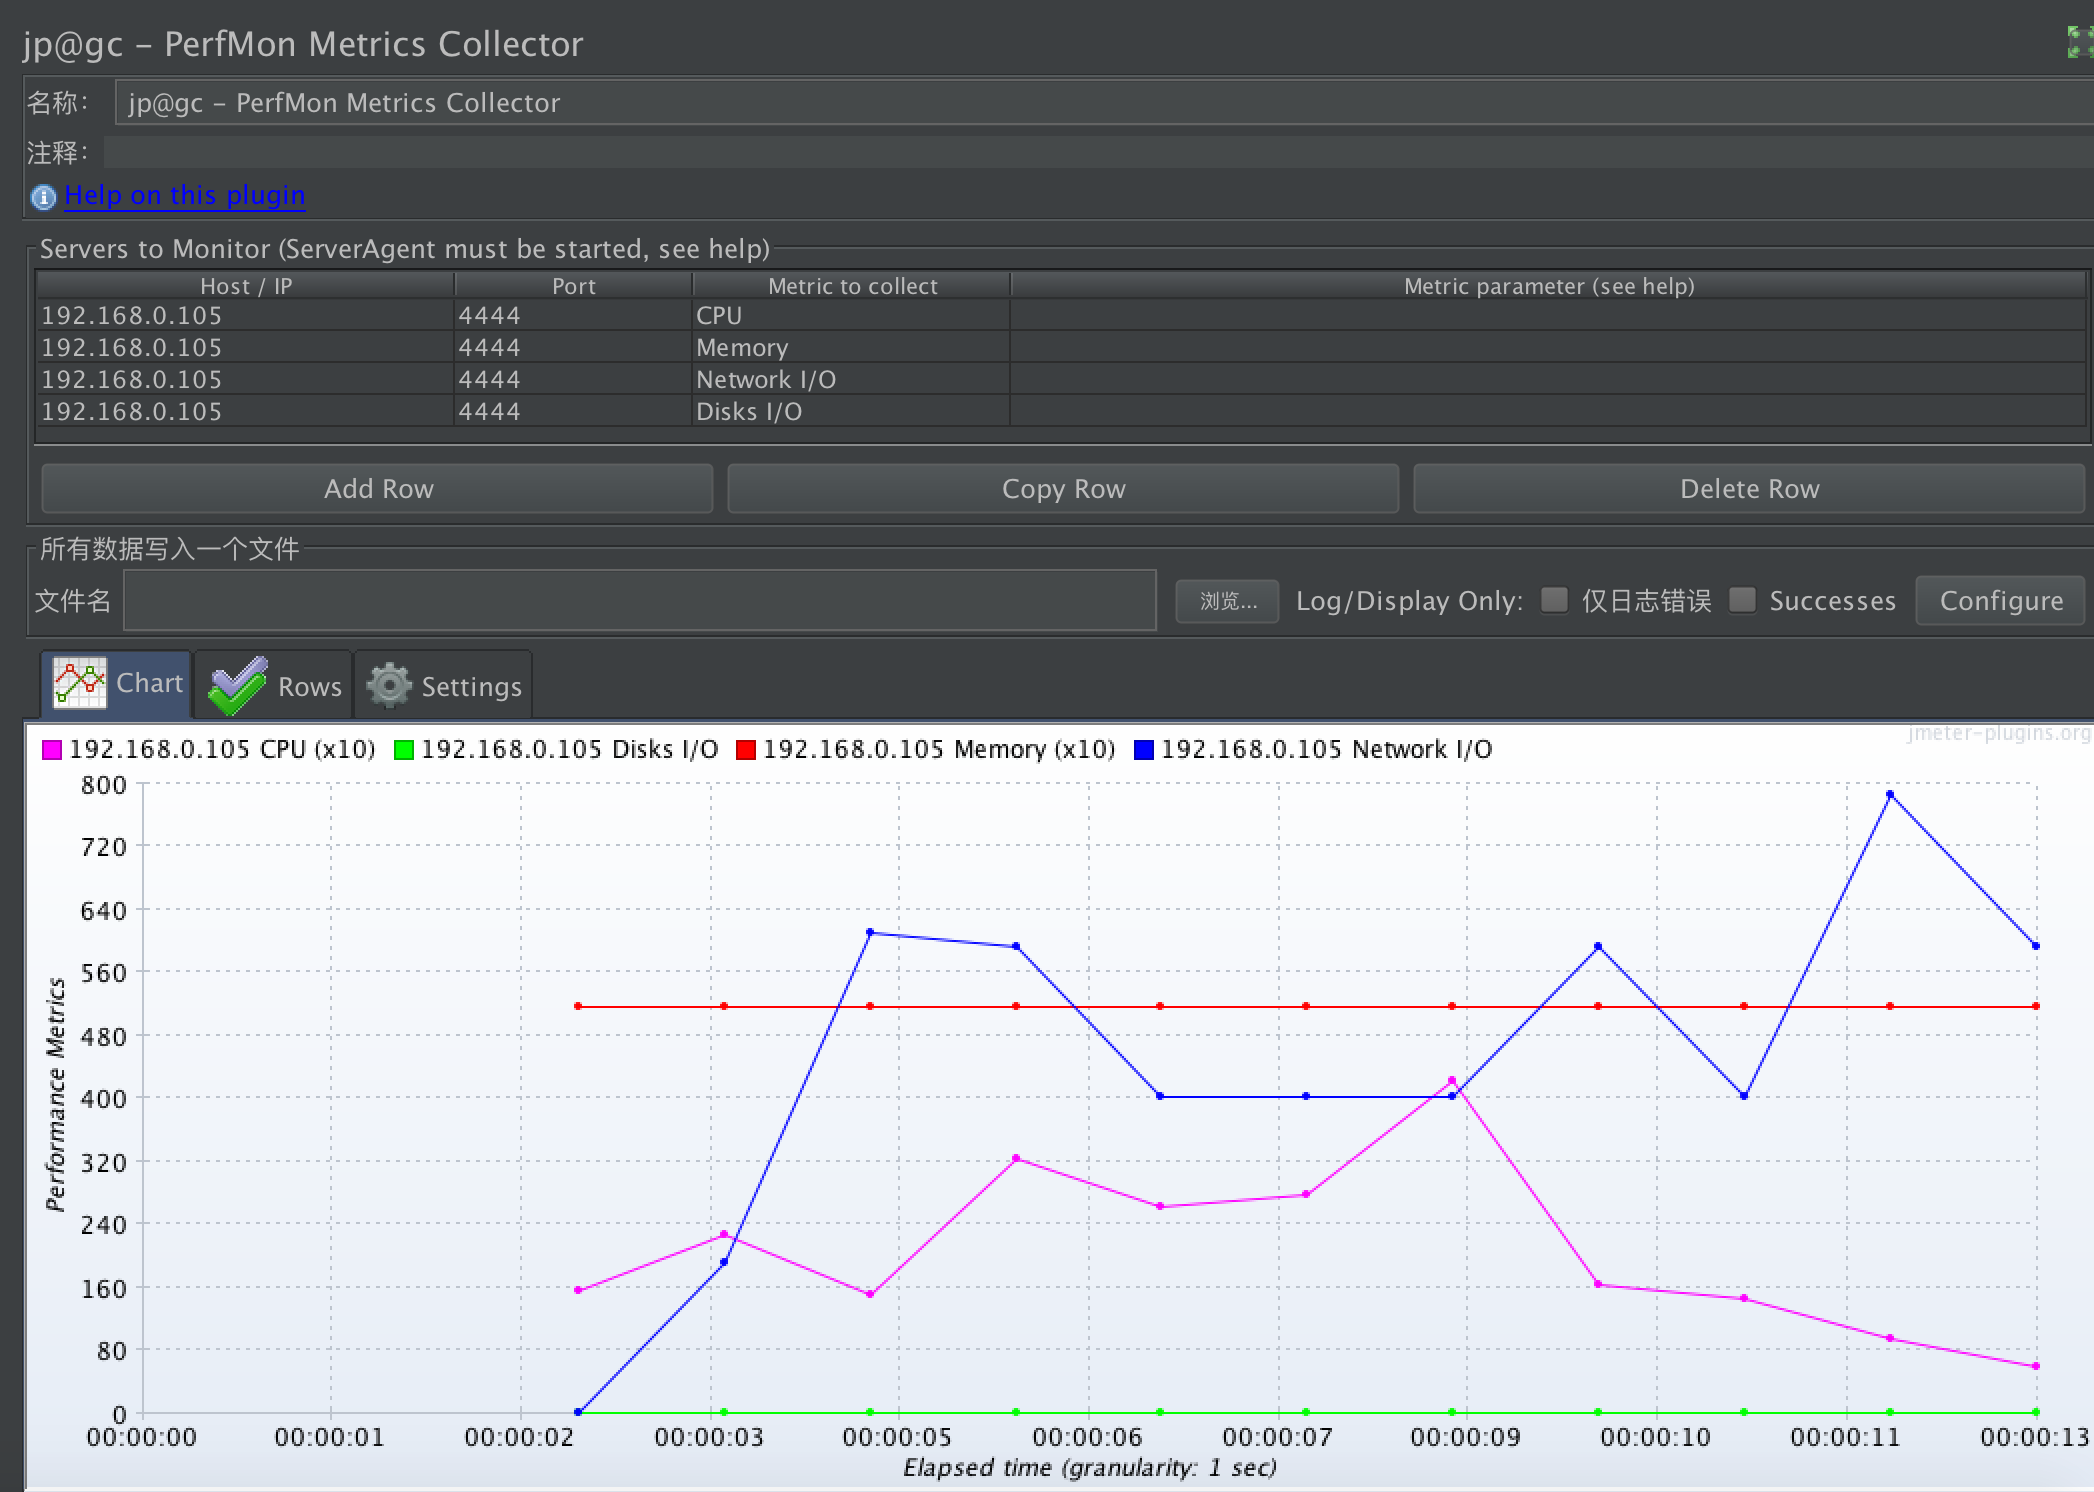 jp@gc - PerfMon Metrics Collector
名称： jp@gc - PerfMon Metrics Collector
注释：
Help on this plugin
Servers to Monitor (ServerAgent must be started, see help)
Host / IP Port Metric to collect Metric parameter (see help)
192.168.0.105 4444 CPU
192.168.0.105 4444 Memory
192.168.0.105 4444 Network I/O
192.168.0.105 4444 Disks I/O
Add Row Copy Row Delete Row
所有数据写入一个文件
文件名 浏览... Log/Display Only: 仅日志错误 Successes Configure
Chart Rows Settings
jmeter-plugins.org
192.168.0.105 CPU (x10) 192.168.0.105 Disks I/O 192.168.0.105 Memory (x10) 192.168.0.105 Network I/O
800
720
640
560
480
400
320
240
160
80
0
Performance Metrics
00:00:00 00:00:01 00:00:02 00:00:03 00:00:05 00:00:06 00:00:07 00:00:09 00:00:10 00:00:11 00:00:13
Elapsed time (granularity: 1 sec)